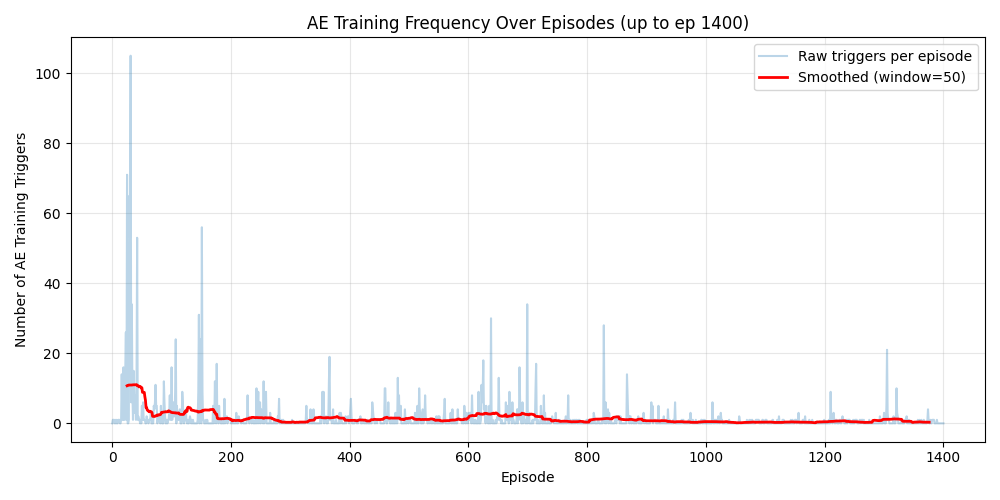 AE Training Frequency Over Episodes (up to ep 1400)
Raw triggers per episode
Smoothed (window=50)
Number of AE Training Triggers
100
80
60
40
20
0
0 200 400 600 800 1000 1200 1400
Episode